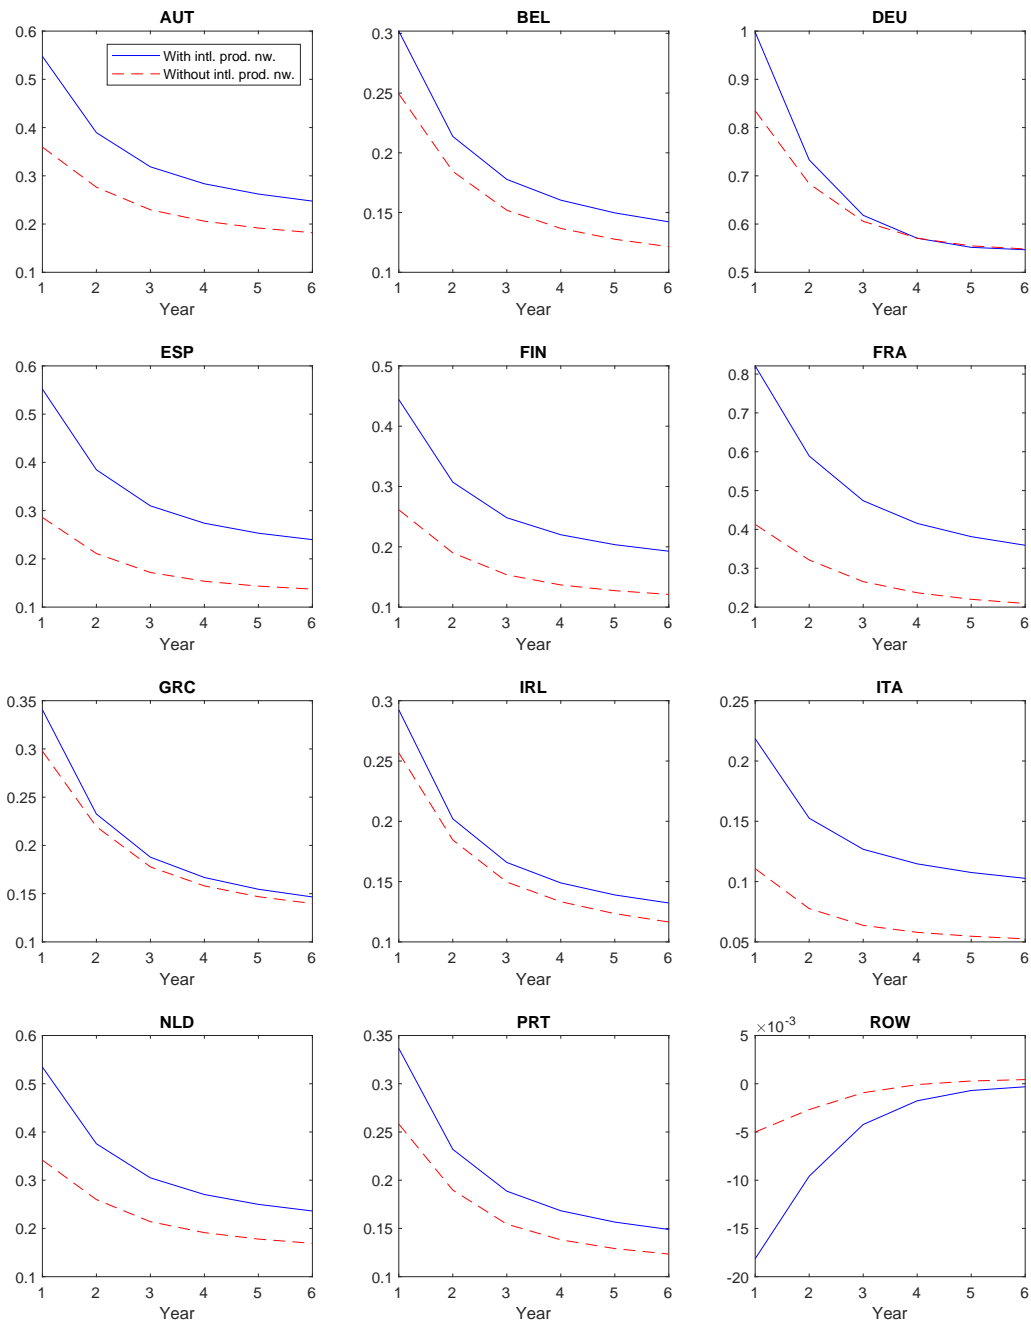 AUT
0.6
0.5
0.4
0.3
0.2
0.1
With intl. prod. nw.
Without intl. prod. nw.
1 2 3 4 5 6
Year
BEL
0.3
0.25
0.2
0.15
0.1
1 2 3 4 5 6
Year
DEU
1
0.9
0.8
0.7
0.6
0.5
1 2 3 4 5 6
Year
ESP
0.6
0.5
0.4
0.3
0.2
0.1
1 2 3 4 5 6
Year
FIN
0.5
0.4
0.3
0.2
0.1
1 2 3 4 5 6
Year
FRA
0.8
0.7
0.6
0.5
0.4
0.3
0.2
1 2 3 4 5 6
Year
GRC
0.35
0.3
0.25
0.2
0.15
0.1
1 2 3 4 5 6
Year
IRL
0.3
0.25
0.2
0.15
0.1
1 2 3 4 5 6
Year
ITA
0.25
0.2
0.15
0.1
0.05
1 2 3 4 5 6
Year
NLD
0.6
0.5
0.4
0.3
0.2
0.1
1 2 3 4 5 6
Year
PRT
0.35
0.3
0.25
0.2
0.15
0.1
1 2 3 4 5 6
Year
ROW
×10⁻³
5
0
-5
-10
-15
-20
1 2 3 4 5 6
Year